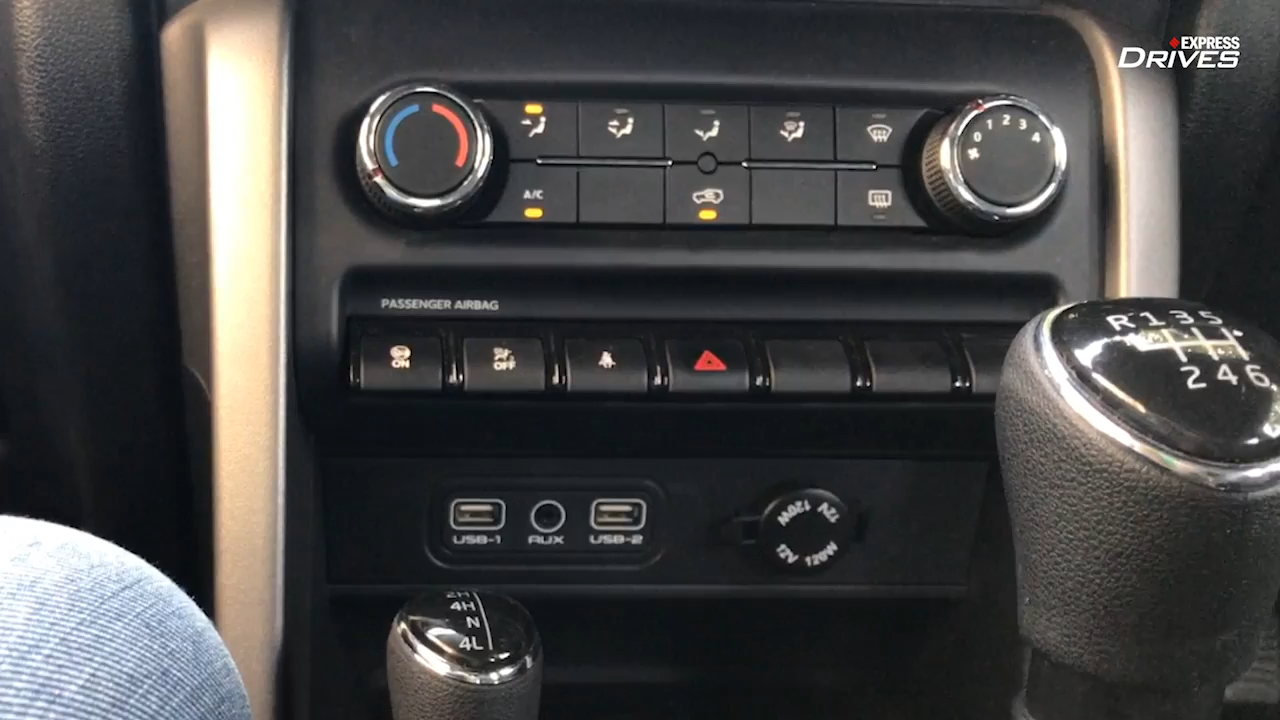 EXPRESS
DRIVES
0 1 2 3 4
A/C
PASSENGER AIRBAG
ON
OFF
R 1 3 5
2 4 6
USB-1 AUX USB-2
12V 120W
12V 120W
2H
4H
N
4L